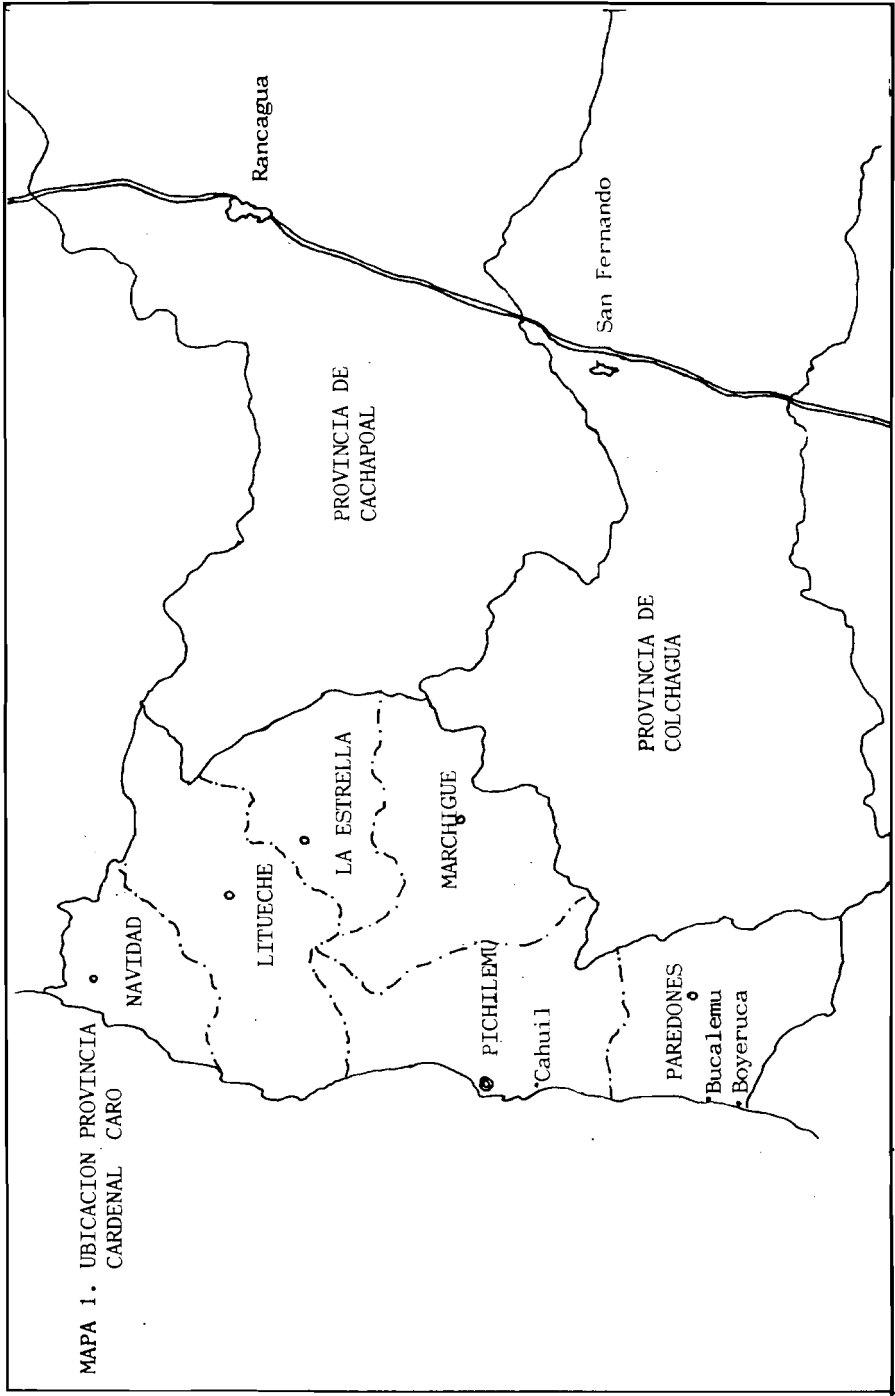 MAPA 1. UBICACION PROVINCIA
CARDENAL CARO
NAVIDAD
LITUECHE
LA ESTRELLA
MARCHIGUE
PICHILEMU
Cahuil
PAREDONES
Bucalemu
Boyeruca
PROVINCIA DE
CACHAPOAL
PROVINCIA DE
COLCHAGUA
Rancagua
San Fernando